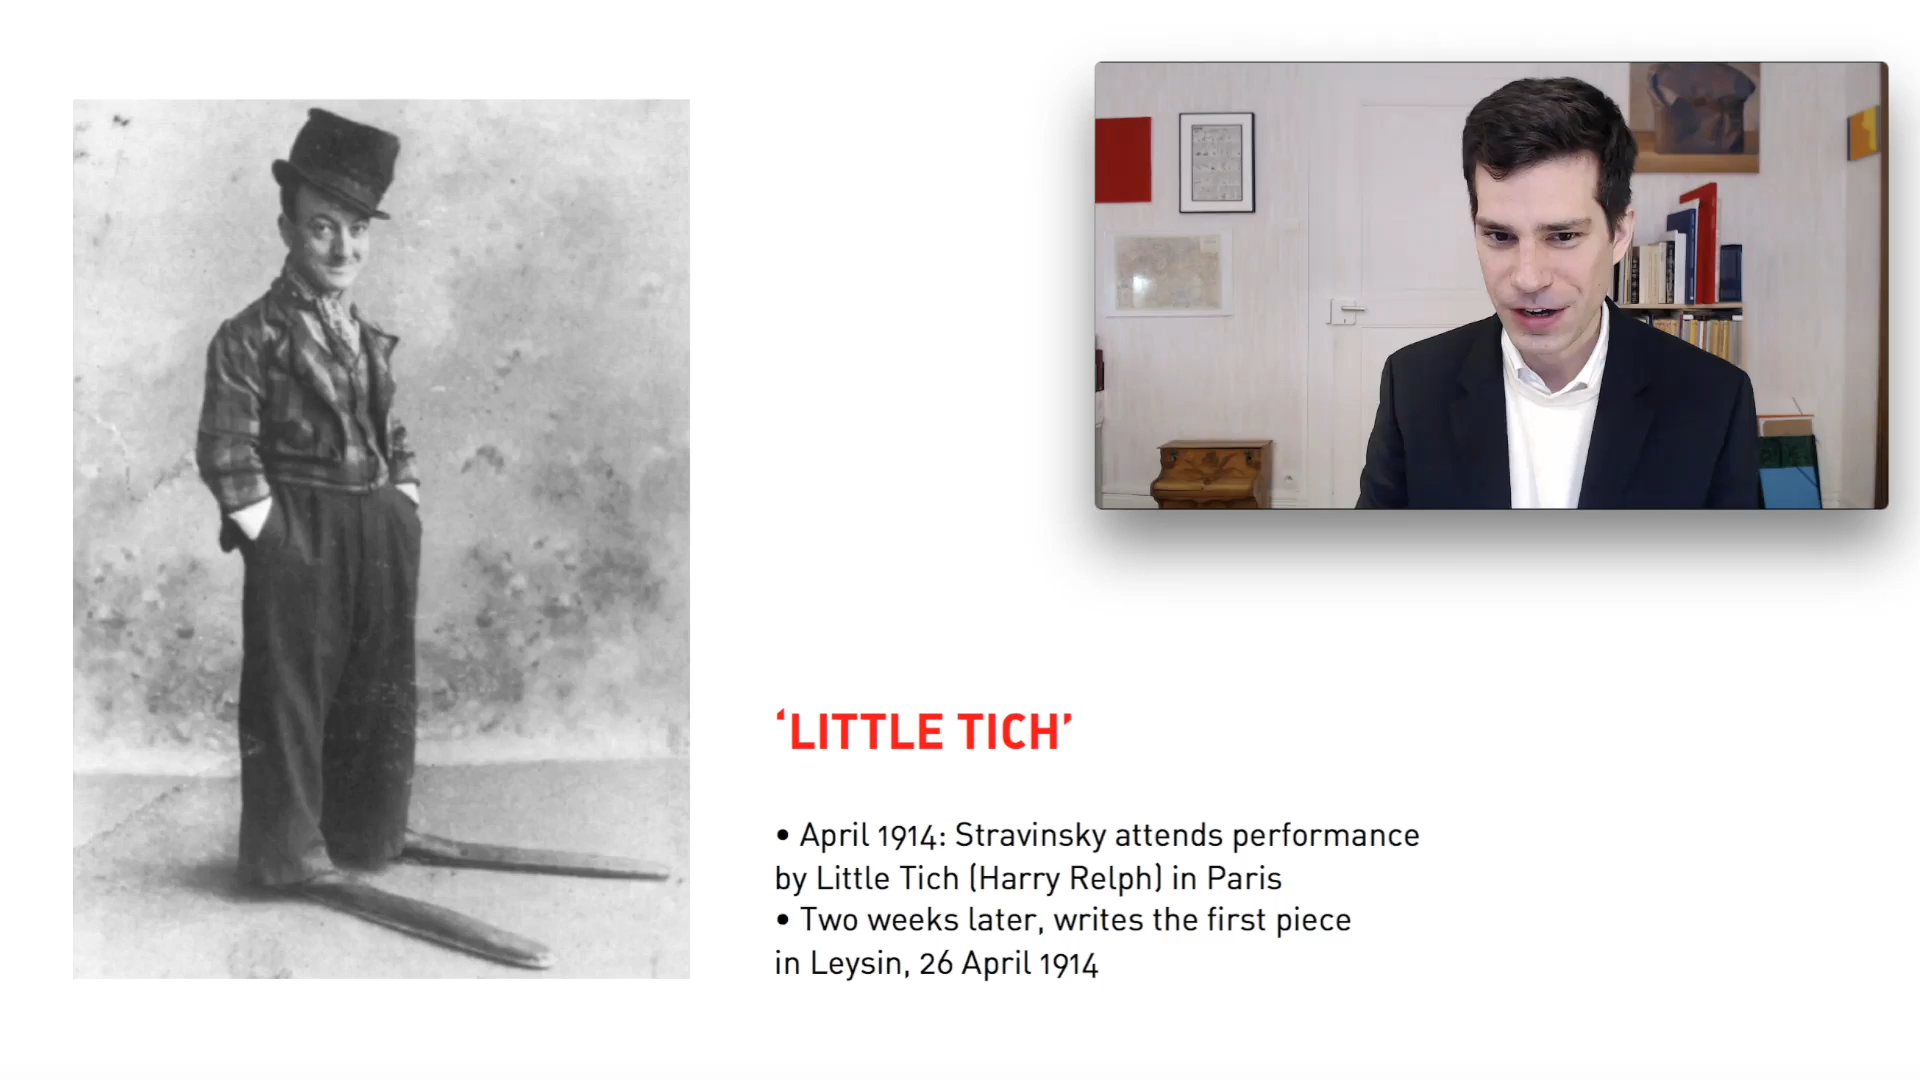 ‘LITTLE TICH’
• April 1914: Stravinsky attends performance
by Little Tich (Harry Relph) in Paris
• Two weeks later, writes the first piece
in Leysin, 26 April 1914